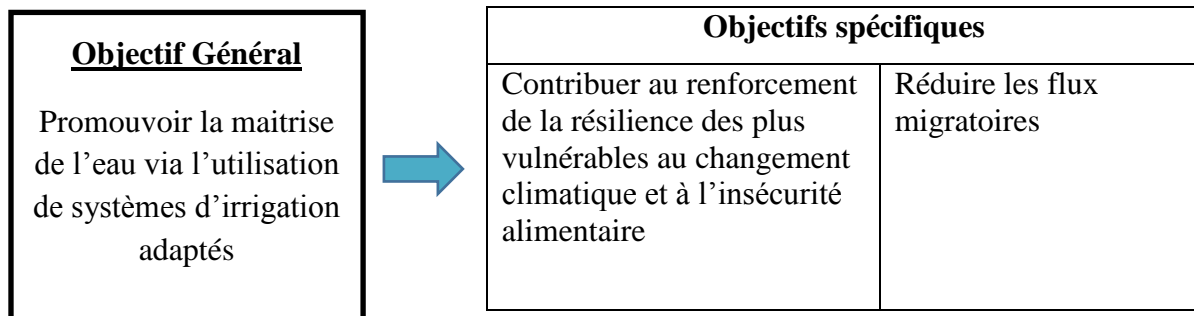 Objectif Général
Promouvoir la maitrise
de l’eau via l’utilisation
de systèmes d’irrigation
adaptés
Objectifs spécifiques
Contribuer au renforcement
de la résilience des plus
vulnérables au changement
climatique et à l’insécurité
alimentaire
Réduire les flux
migratoires